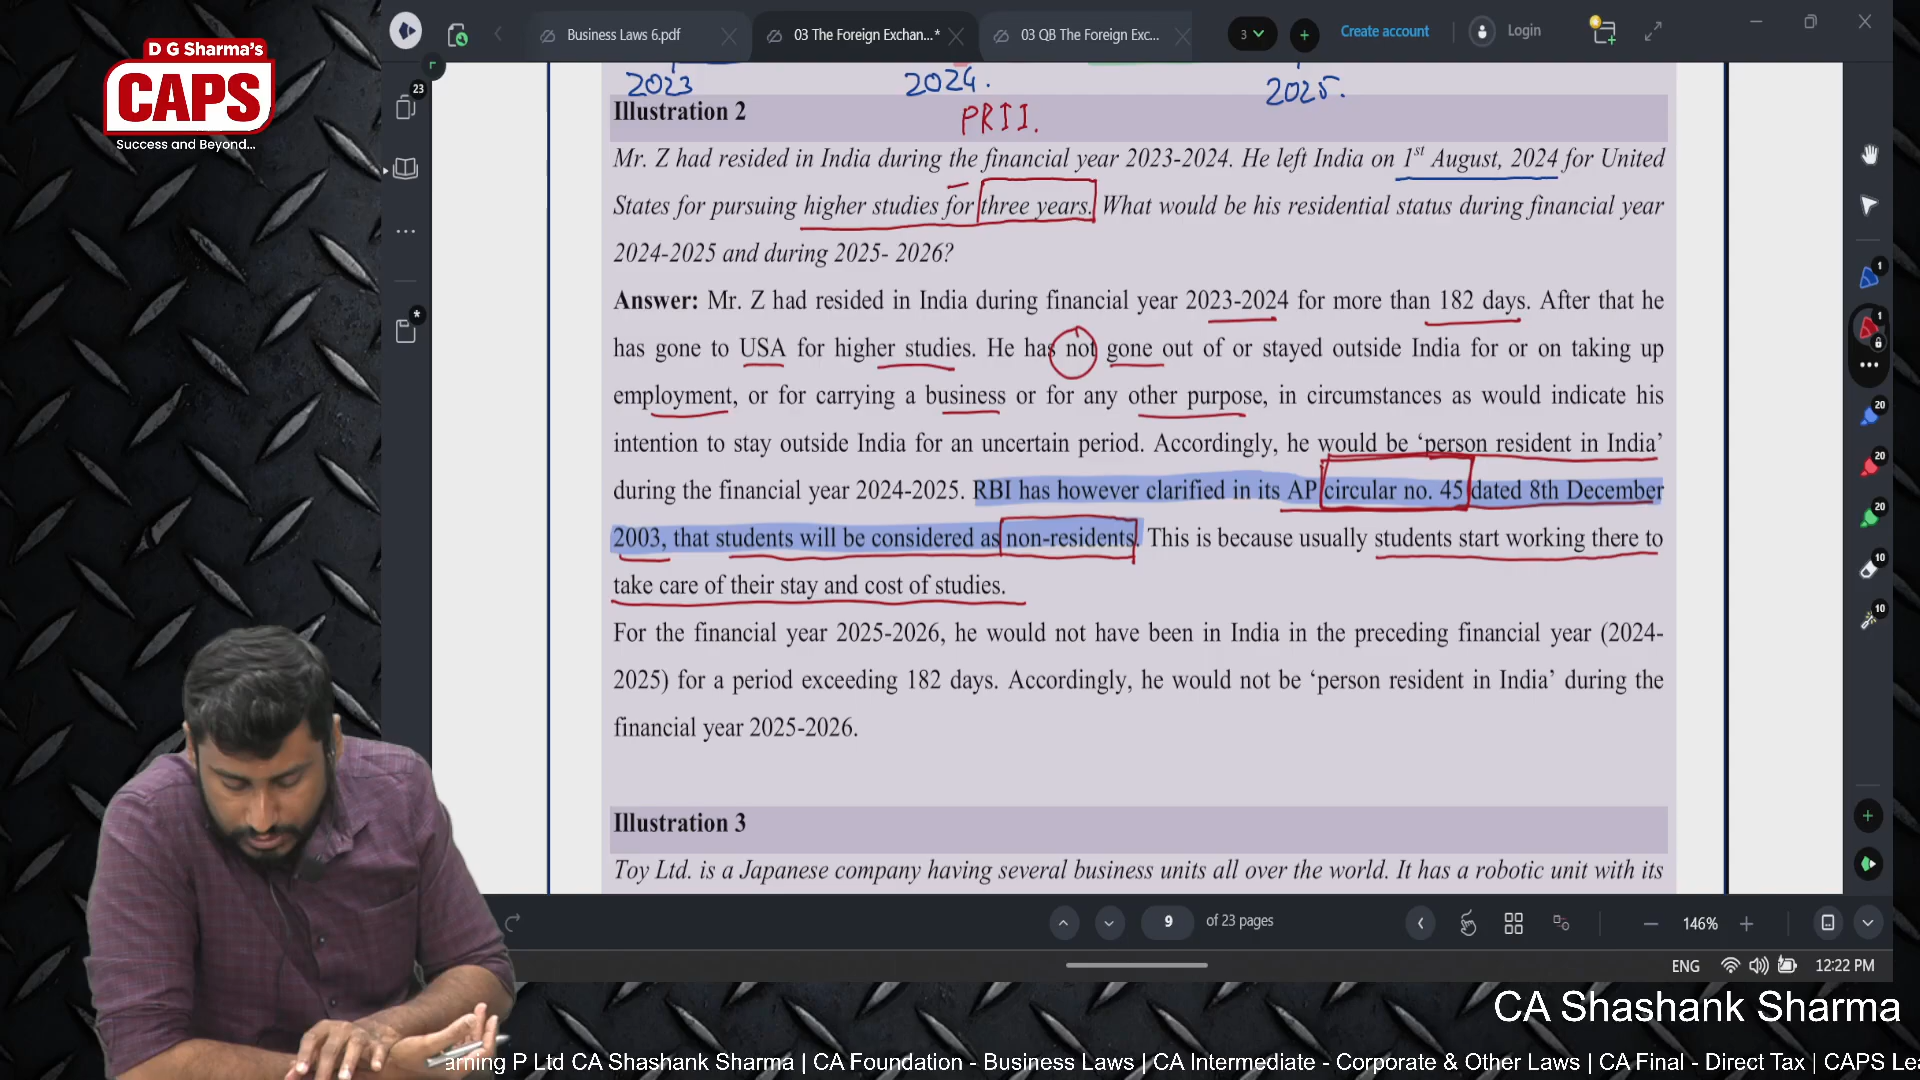 D G Sharma's
CAPS
Success and Beyond...
Business Laws 6.pdf
03 The Foreign Exchan...*
03 QB The Foreign Exc...
3
Create account
Login
23
2023
2024.
2025.
Illustration 2
PRII.
Mr. Z had resided in India during the financial year 2023-2024. He left India on 1st August, 2024 for United
States for pursuing higher studies for three years. What would be his residential status during financial year
2024-2025 and during 2025- 2026?
Answer: Mr. Z had resided in India during financial year 2023-2024 for more than 182 days. After that he
has gone to USA for higher studies. He has not gone out of or stayed outside India for or on taking up
employment, or for carrying a business or for any other purpose, in circumstances as would indicate his
intention to stay outside India for an uncertain period. Accordingly, he would be ‘person resident in India’
during the financial year 2024-2025. RBI has however clarified in its AP circular no. 45 dated 8th December
2003, that students will be considered as non-residents. This is because usually students start working there to
take care of their stay and cost of studies.
For the financial year 2025-2026, he would not have been in India in the preceding financial year (2024-
2025) for a period exceeding 182 days. Accordingly, he would not be ‘person resident in India’ during the
financial year 2025-2026.
Illustration 3
Toy Ltd. is a Japanese company having several business units all over the world. It has a robotic unit with its
1
1
20
20
20
10
10
9
of 23 pages
146%
ENG
12:22 PM
CA Shashank Sharma
arning P Ltd CA Shashank Sharma | CA Foundation - Business Laws | CA Intermediate - Corporate & Other Laws | CA Final - Direct Tax | CAPS Lea